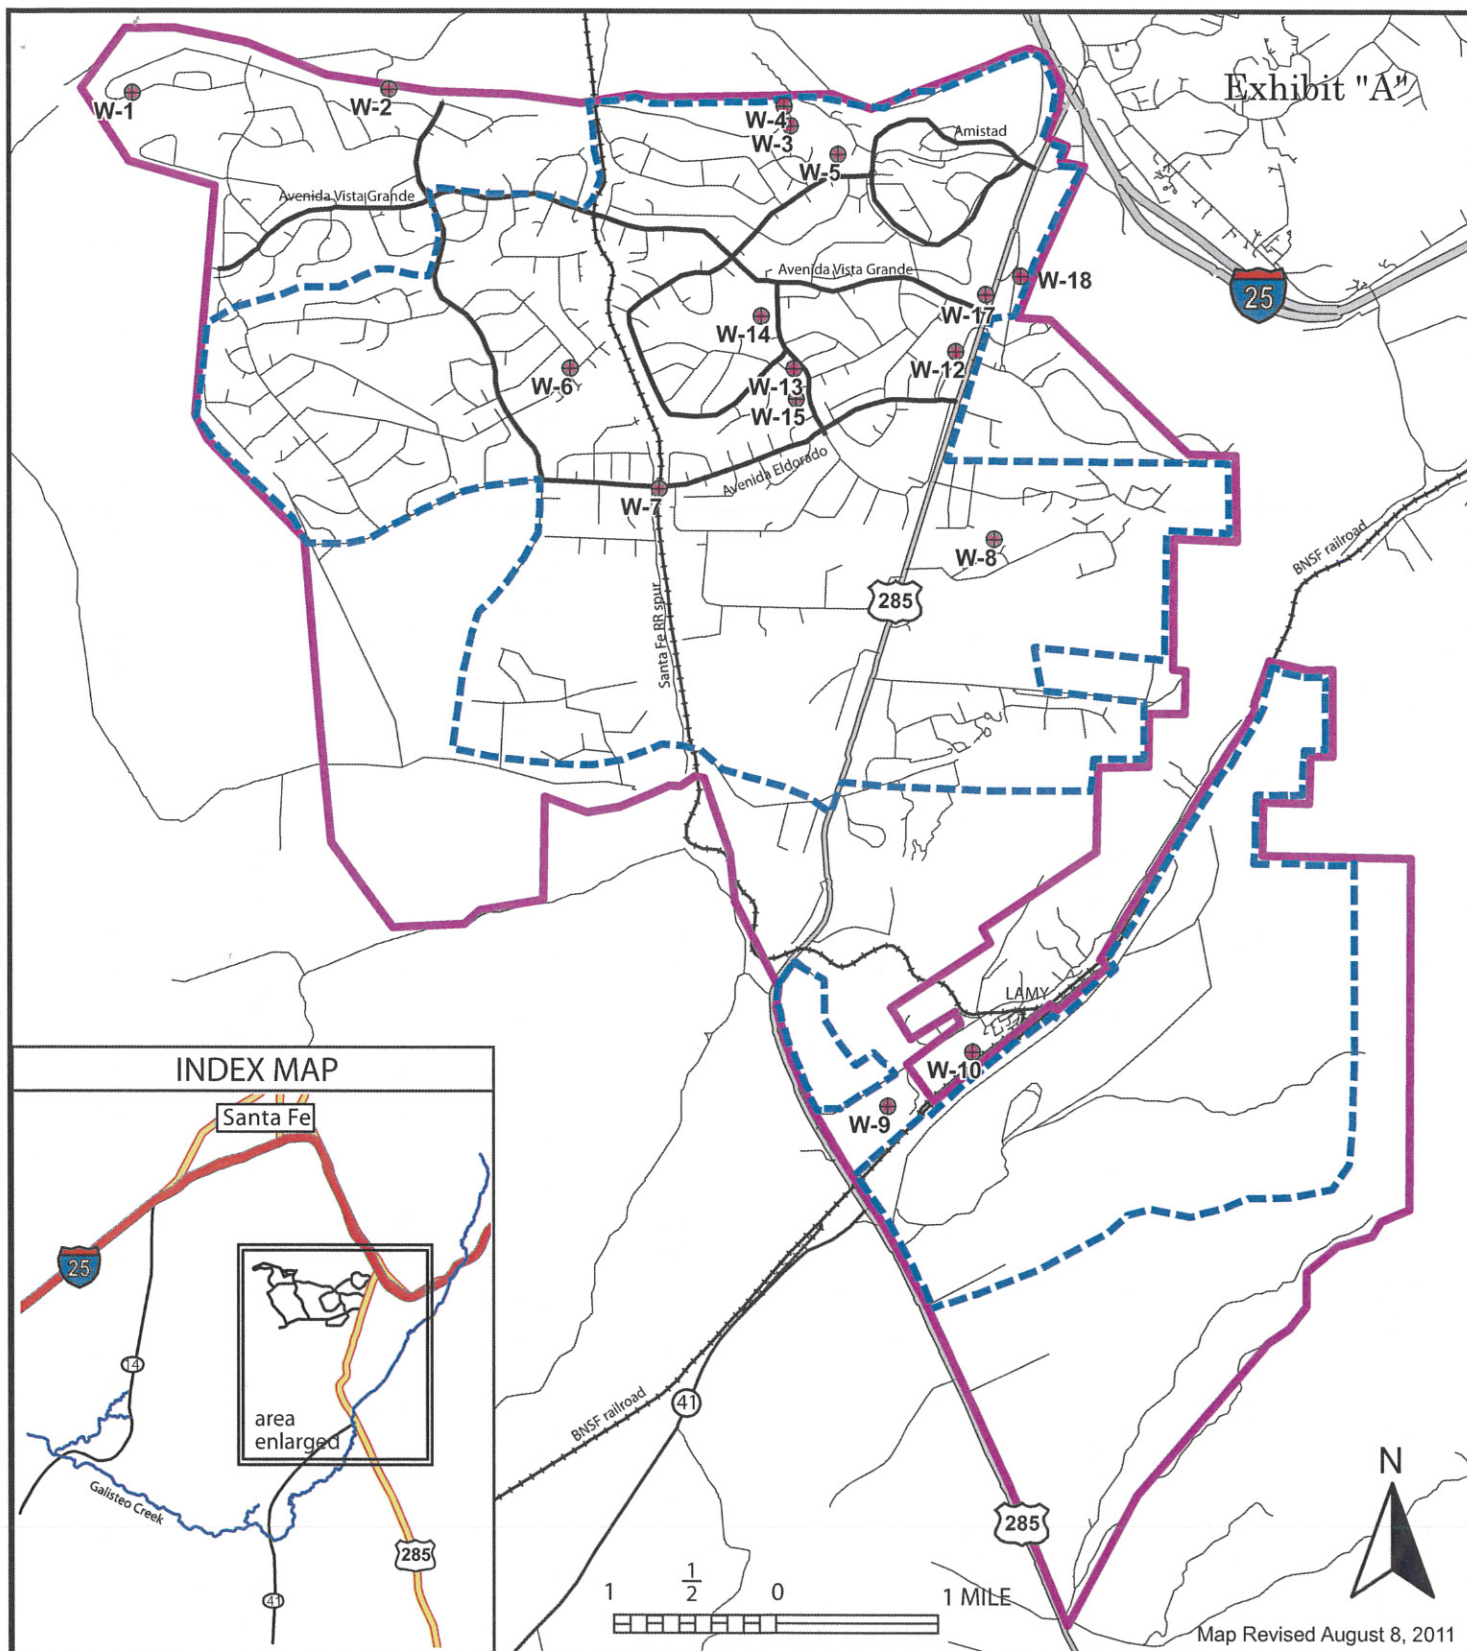 Exhibit "A"
W-1
W-2
W-4
W-3
W-5
Amistad
Avenida Vista Grande
Avenida Vista Grande
W-18
25
W-17
W-14
W-12
W-6
W-13
W-15
Avenida Eldorado
W-7
W-8
BNSF railroad
285
Santa Fe RR spur
LAMY
W-10
W-9
INDEX MAP
Santa Fe
25
14
area
enlarged
Galisteo Creek
285
41
BNSF railroad
41
285
N
1 1/2 0 1 MILE
Map Revised August 8, 2011